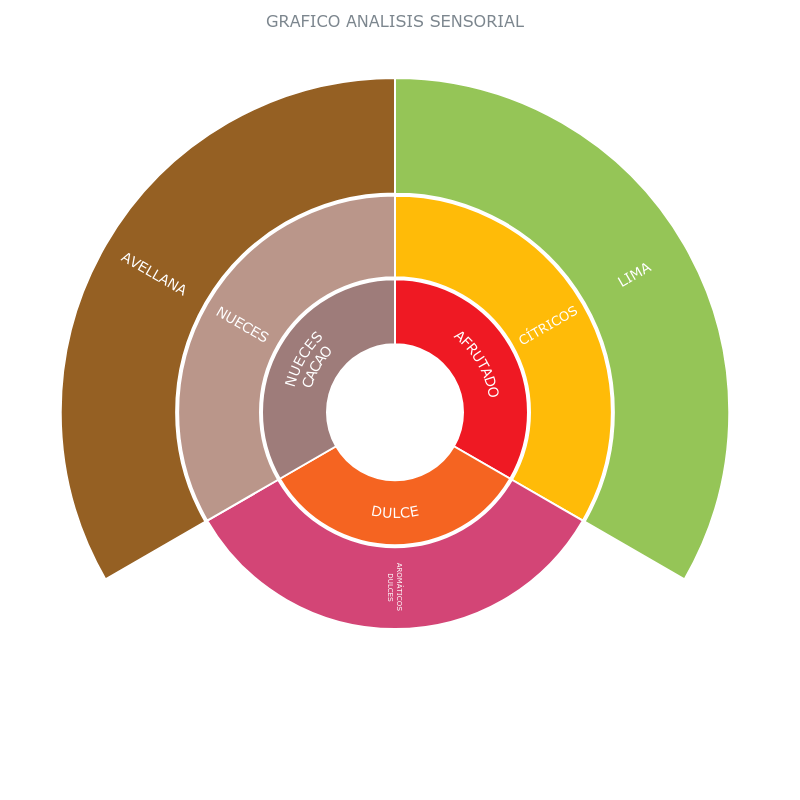 GRAFICO ANALISIS SENSORIAL
AVELLANA
LIMA
NUECES
CÍTRICOS
NUECES
CACAO
AFRUTADO
DULCE
AROMÁTICOS
DULCES